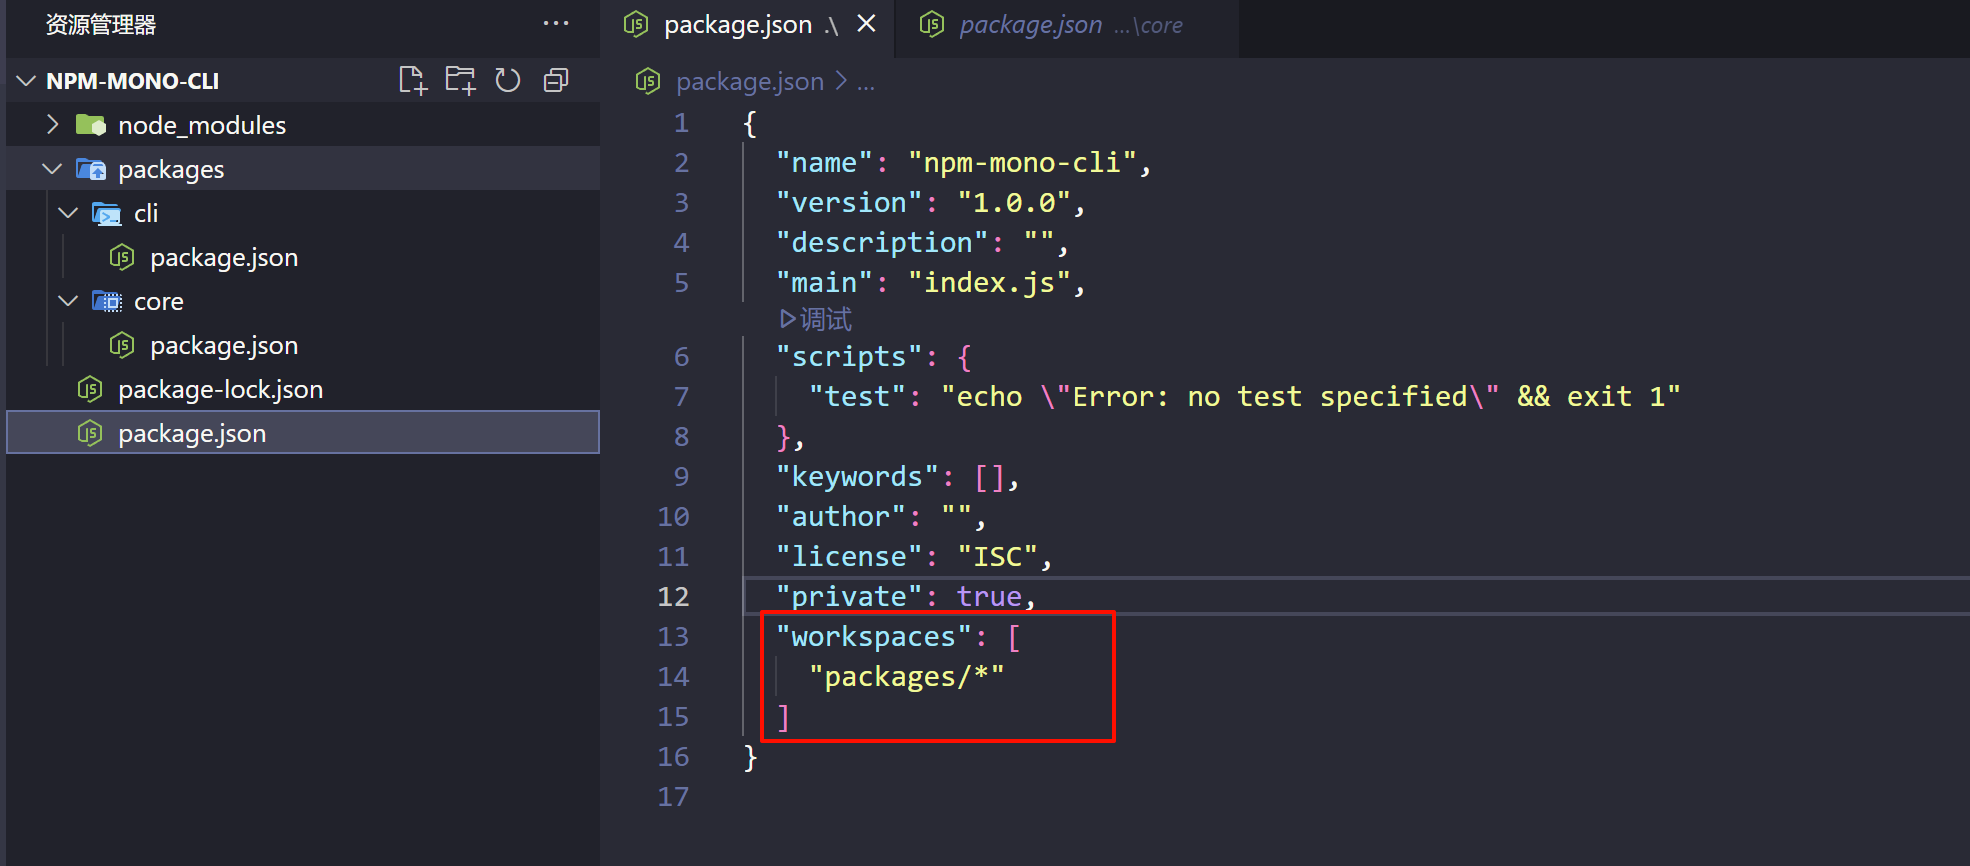 资源管理器 ...
NPM-MONO-CLI
node_modules
packages
cli
package.json
core
package.json
package-lock.json
package.json
package.json .\ package.json ...\core
package.json > ...
1 {
2 "name": "npm-mono-cli",
3 "version": "1.0.0",
4 "description": "",
5 "main": "index.js",
调试
6 "scripts": {
7 "test": "echo \"Error: no test specified\" && exit 1"
8 },
9 "keywords": [],
10 "author": "",
11 "license": "ISC",
12 "private": true,
13 "workspaces": [
14 "packages/*"
15 ]
16 }
17